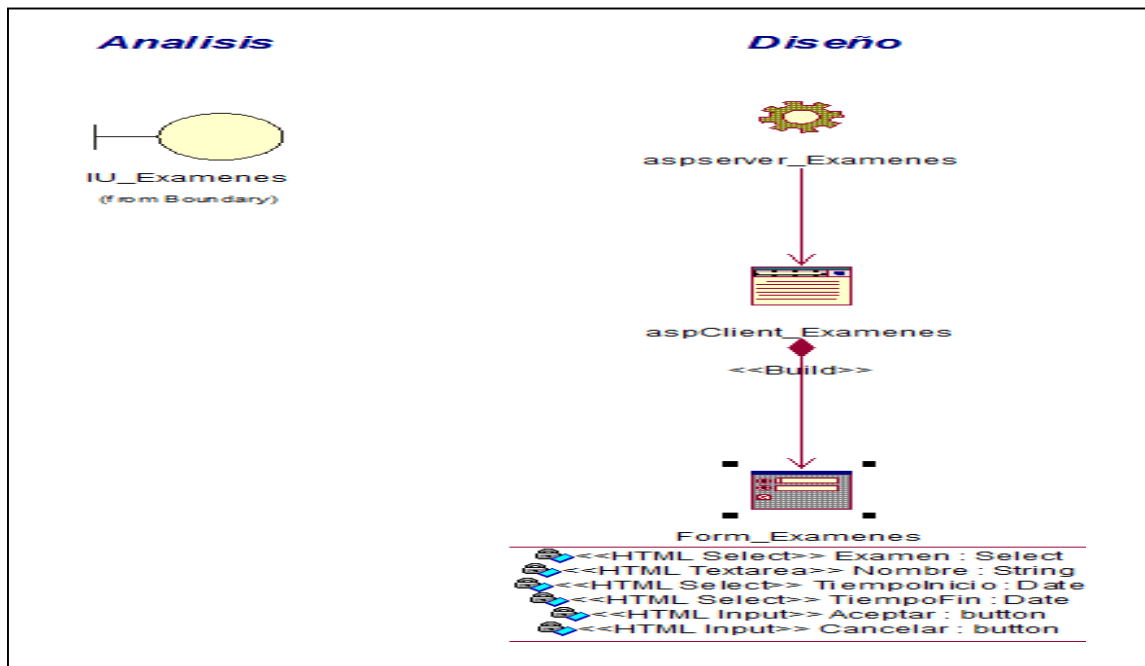 Analisis
Diseño
IU_Examenes
(from Boundary)
aspserver_Examenes
aspClient_Examenes
<<Build>>
Form_Examenes
<<HTML Select>> Examen : Select
<<HTML Textarea>> Nombre : String
<<HTML Select>> TiempoInicio : Date
<<HTML Select>> TiempoFin : Date
<<HTML Input>> Aceptar : button
<<HTML Input>> Cancelar : button